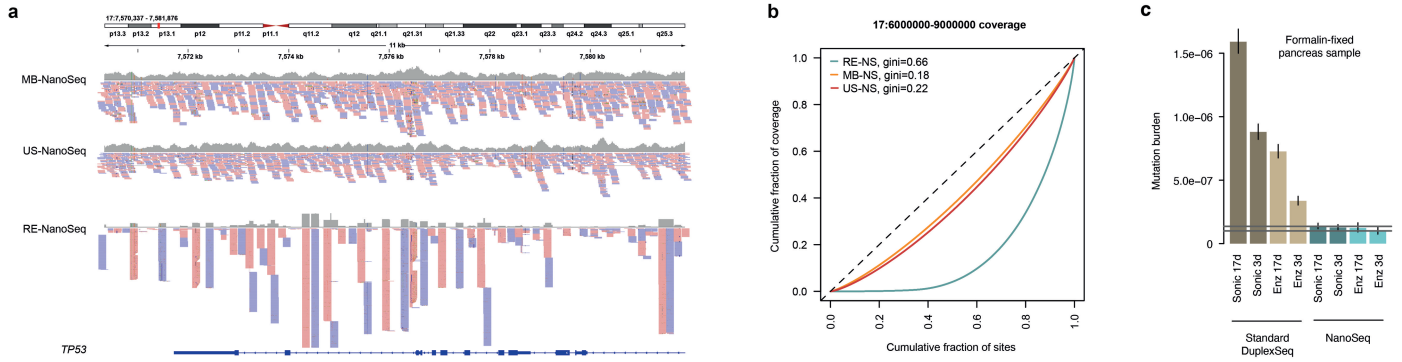 a
17:7,570,337 - 7,581,876
p13.3 p13.2 p13.1 p12 p11.2 p11.1 q11.2 q12 q21.1 q21.31 q21.33 q22 q23.1 q23.3 q24.2 q24.3 q25.1 q25.3
11 kb
7,572 kb 7,574 kb 7,576 kb 7,578 kb 7,580 kb
MB-NanoSeq
US-NanoSeq
RE-NanoSeq
TP53
b
17:6000000-9000000 coverage
RE-NS, gini=0.66
MB-NS, gini=0.18
US-NS, gini=0.22
Cumulative fraction of coverage
1.0
0.8
0.6
0.4
0.2
0.0
0.0 0.2 0.4 0.6 0.8 1.0
Cumulative fraction of sites
c
Formalin-fixed
pancreas sample
Mutation burden
1.5e-06
1.0e-06
5.0e-07
0
Sonic 17d
Sonic 3d
Enz 17d
Enz 3d
Sonic 17d
Sonic 3d
Enz 17d
Enz 3d
Standard
DuplexSeq
NanoSeq